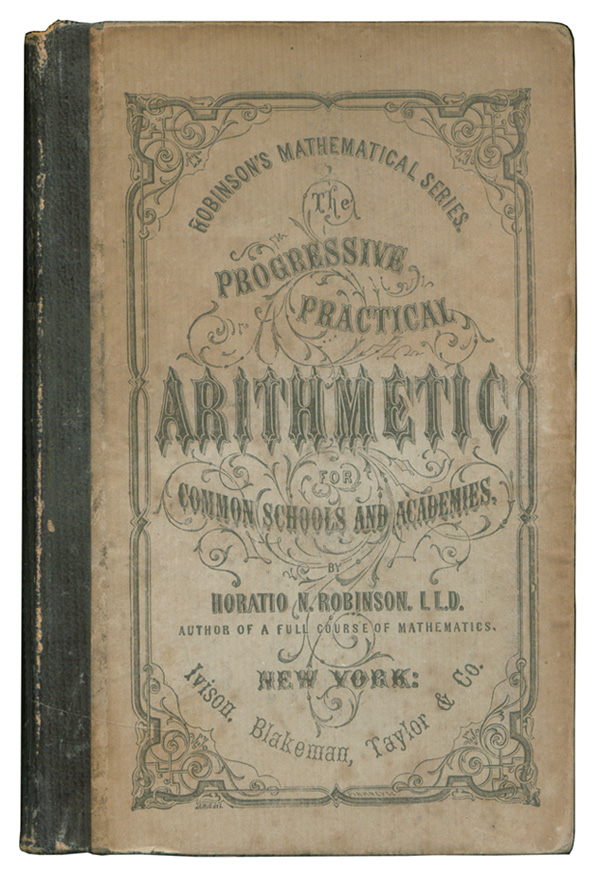 ROBINSON'S MATHEMATICAL SERIES.
The
PROGRESSIVE
PRACTICAL
ARITHMETIC
FOR
COMMON SCHOOLS AND ACADEMIES,
BY
HORATIO N. ROBINSON. L L.D.
AUTHOR OF A FULL COURSE OF MATHEMATICS.
NEW YORK:
Ivison, Blakeman, Taylor & Co.